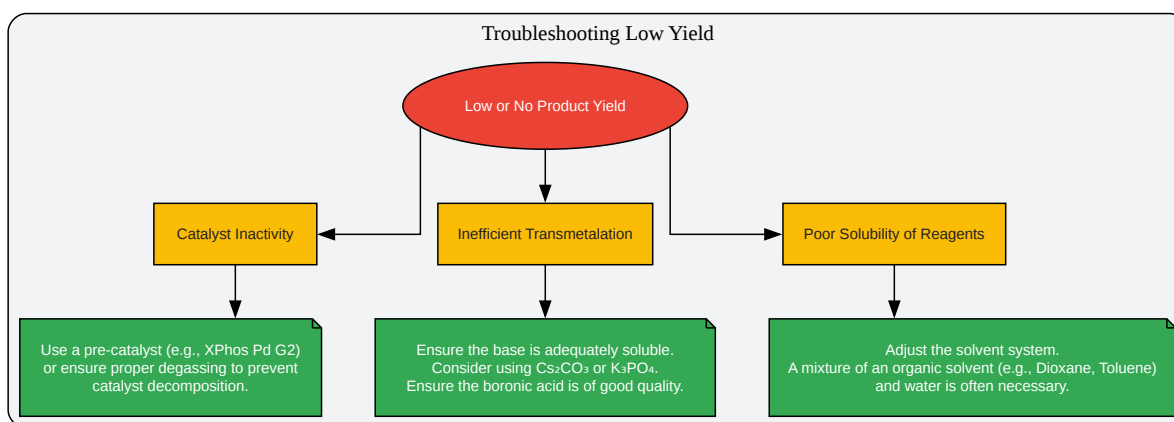 Troubleshooting Low Yield
Low or No Product Yield
Catalyst Inactivity
Inefficient Transmetalation
Poor Solubility of Reagents
Use a pre-catalyst (e.g., XPhos Pd G2)
or ensure proper degassing to prevent
catalyst decomposition.
Ensure the base is adequately soluble.
Consider using Cs₂CO₃ or K₃PO₄.
Ensure the boronic acid is of good quality.
Adjust the solvent system.
A mixture of an organic solvent (e.g., Dioxane, Toluene)
and water is often necessary.